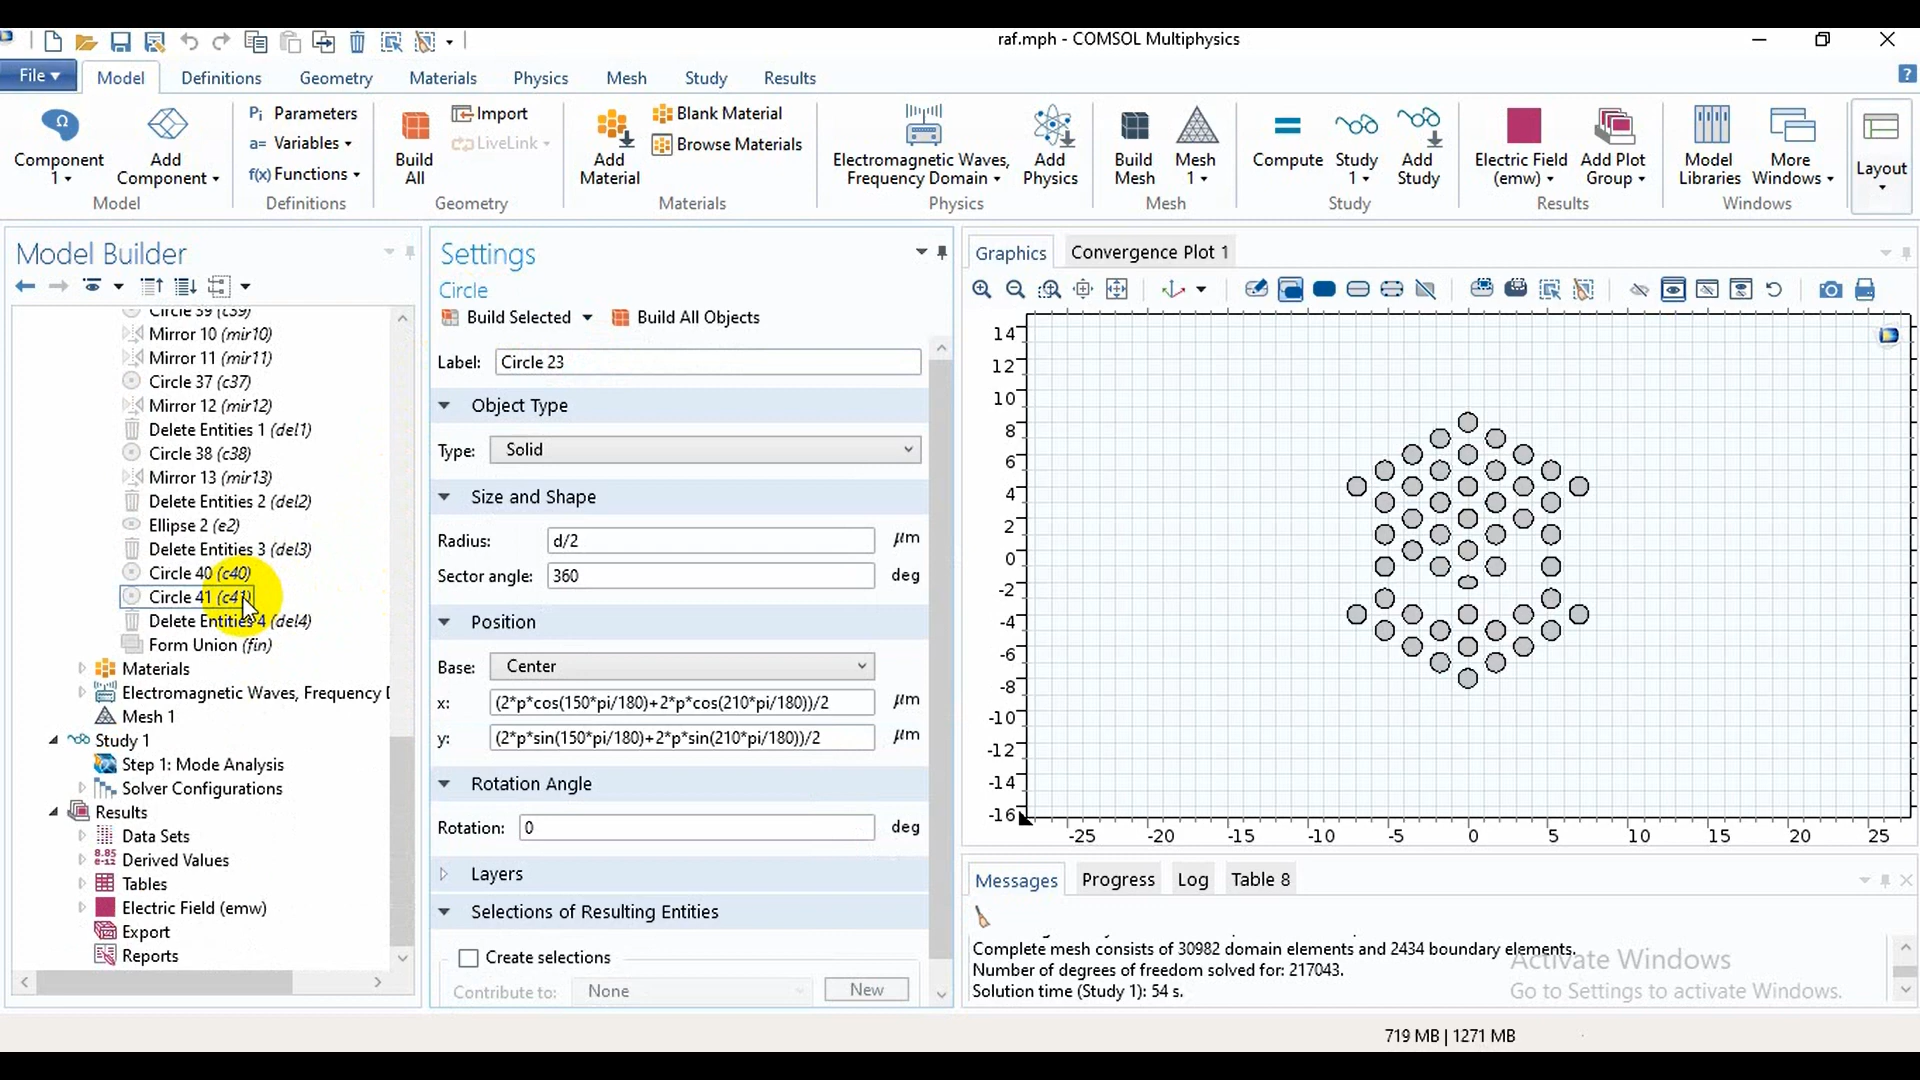 raf.mph - COMSOL Multiphysics
File Model Definitions Geometry Materials Physics Mesh Study Results
Component 1
Add Component
Model
Pi Parameters
a= Variables
f(x) Functions
Definitions
Build All
Import
LiveLink
Geometry
Add Material
Blank Material
Browse Materials
Materials
Electromagnetic Waves, Frequency Domain
Add Physics
Physics
Build Mesh
Mesh 1
Mesh
Compute
Study 1
Add Study
Study
Electric Field (emw)
Add Plot Group
Results
Model Libraries
More Windows
Windows
Layout
Model Builder
Circle 39 (c39)
Mirror 10 (mir10)
Mirror 11 (mir11)
Circle 37 (c37)
Mirror 12 (mir12)
Delete Entities 1 (del1)
Circle 38 (c38)
Mirror 13 (mir13)
Delete Entities 2 (del2)
Ellipse 2 (e2)
Delete Entities 3 (del3)
Circle 40 (c40)
Circle 41 (c41)
Delete Entities 4 (del4)
Form Union (fin)
Materials
Electromagnetic Waves, Frequency
Mesh 1
Study 1
Step 1: Mode Analysis
Solver Configurations
Results
Data Sets
8.85 e-12 Derived Values
Tables
Electric Field (emw)
Export
Reports
Settings
Circle
Build Selected Build All Objects
Label: Circle 23
Object Type
Type: Solid
Size and Shape
Radius: d/2 μm
Sector angle: 360 deg
Position
Base: Center
x: (2*p*cos(150*pi/180)+2*p*cos(210*pi/180))/2 μm
y: (2*p*sin(150*pi/180)+2*p*sin(210*pi/180))/2 μm
Rotation Angle
Rotation: 0 deg
Layers
Selections of Resulting Entities
Create selections
Contribute to: None New
Graphics Convergence Plot 1
14
12
10
8
6
4
2
0
-2
-4
-6
-8
-10
-12
-14
-16
-25 -20 -15 -10 -5 0 5 10 15 20 25
Messages Progress Log Table 8
Complete mesh consists of 30982 domain elements and 2434 boundary elements.
Number of degrees of freedom solved for: 217043.
Solution time (Study 1): 54 s.
Activate Windows
Go to Settings to activate Windows.
719 MB | 1271 MB